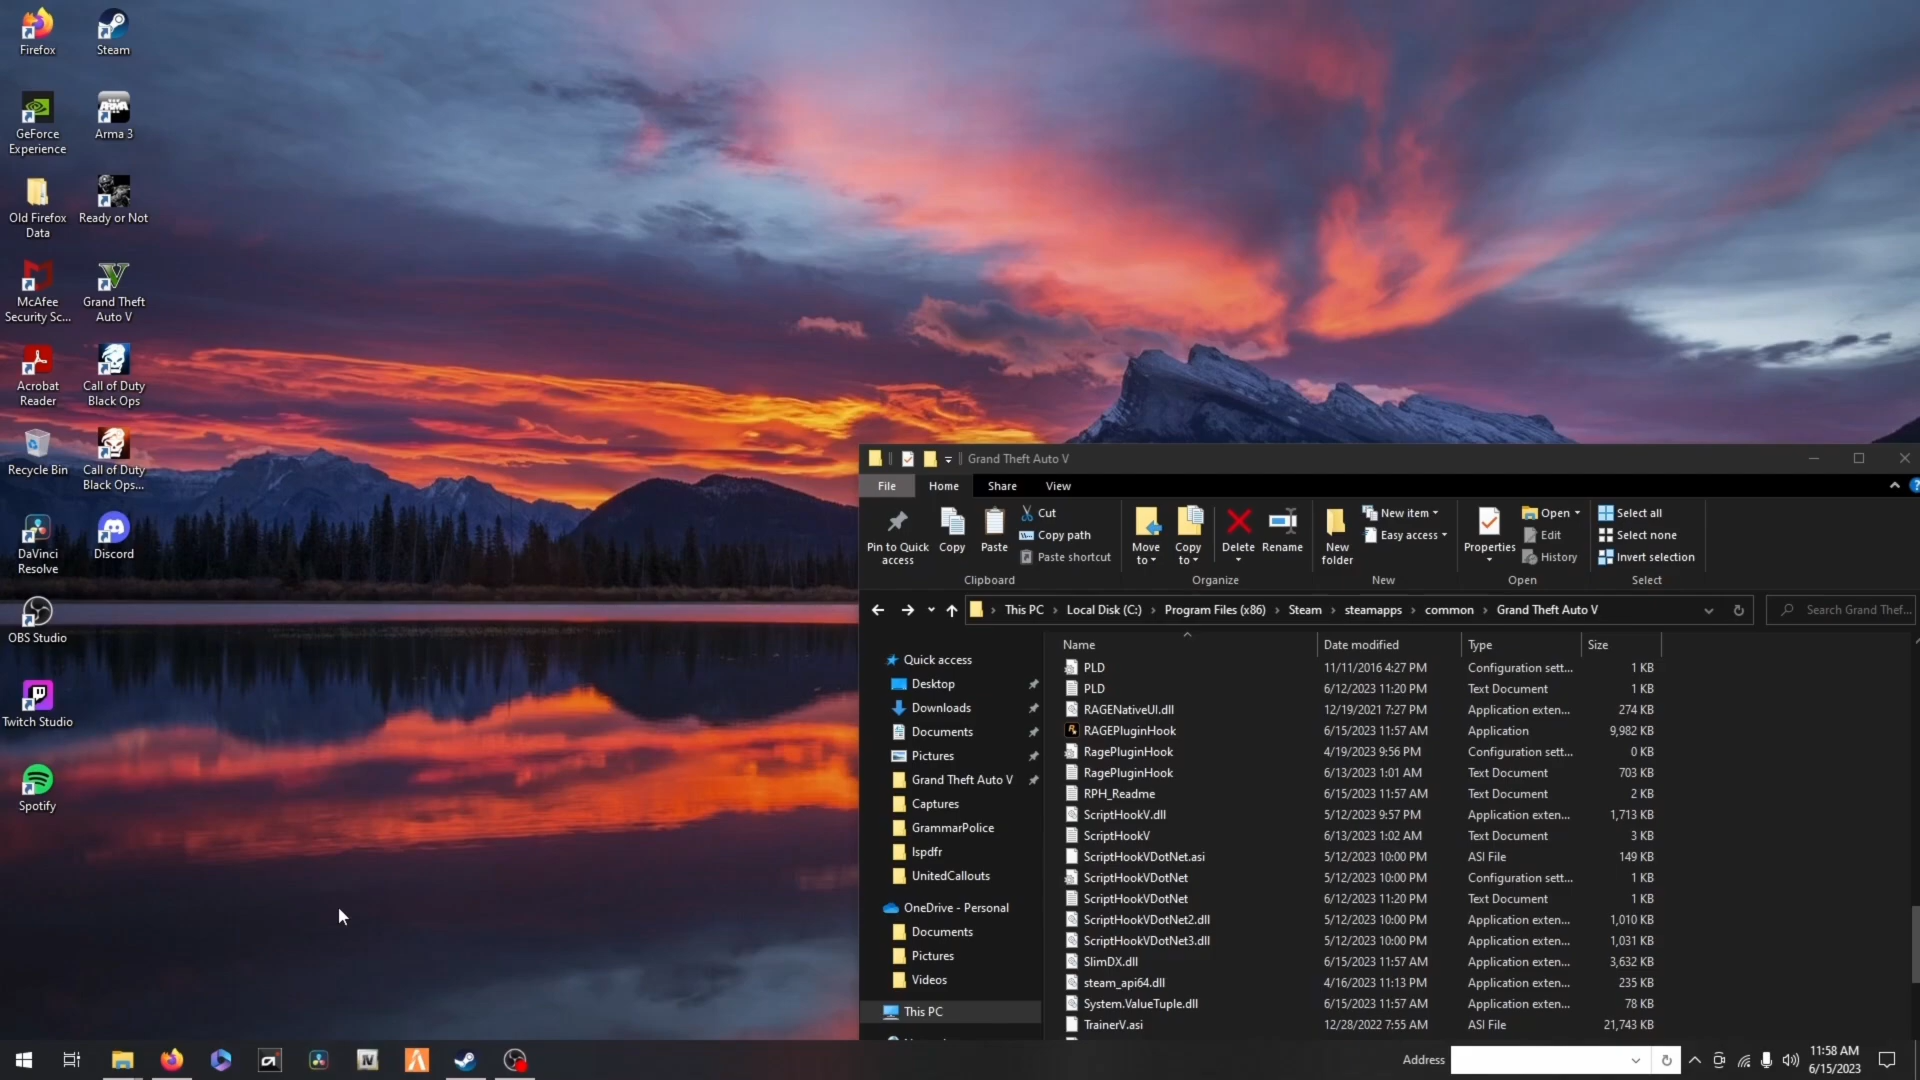 Firefox
Steam
GeForce
Experience
Arma 3
Old Firefox
Data
Ready or Not
McAfee
Security Sc...
Grand Theft
Auto V
Acrobat
Reader
Call of Duty
Black Ops
Recycle Bin
Call of Duty
Black Ops...
DaVinci
Resolve
Discord
OBS Studio
Twitch Studio
Spotify
Grand Theft Auto V
File
Home
Share
View
Pin to Quick
access
Copy
Paste
Cut
Copy path
Paste shortcut
Clipboard
Move
to
Copy
to
Delete
Rename
Organize
New
folder
New item
Easy access
New
Properties
Open
Edit
History
Open
Select all
Select none
Invert selection
Select
This PC
Local Disk (C:)
Program Files (x86)
Steam
steamapps
common
Grand Theft Auto V
Search Grand Thef...
Quick access
Desktop
Downloads
Documents
Pictures
Grand Theft Auto V
Captures
GrammarPolice
lspdfr
UnitedCallouts
OneDrive - Personal
Documents
Pictures
Videos
This PC
Name Date modified Type Size
PLD 11/11/2016 4:27 PM Configuration sett... 1 KB
PLD 6/12/2023 11:20 PM Text Document 1 KB
RAGENativeUI.dll 12/19/2021 7:27 PM Application exten... 274 KB
RAGEPluginHook 6/15/2023 11:57 AM Application 9,982 KB
RagePluginHook 4/19/2023 9:56 PM Configuration sett... 0 KB
RagePluginHook 6/13/2023 1:01 AM Text Document 703 KB
RPH_Readme 6/15/2023 11:57 AM Text Document 2 KB
ScriptHookV.dll 5/12/2023 9:57 PM Application exten... 1,713 KB
ScriptHookV 6/13/2023 1:02 AM Text Document 3 KB
ScriptHookVDotNet.asi 5/12/2023 10:00 PM ASI File 149 KB
ScriptHookVDotNet 5/12/2023 10:00 PM Configuration sett... 1 KB
ScriptHookVDotNet 6/12/2023 11:20 PM Text Document 1 KB
ScriptHookVDotNet2.dll 5/12/2023 10:00 PM Application exten... 1,010 KB
ScriptHookVDotNet3.dll 5/12/2023 10:00 PM Application exten... 1,031 KB
SlimDX.dll 6/15/2023 11:57 AM Application exten... 3,632 KB
steam_api64.dll 4/16/2023 11:13 PM Application exten... 235 KB
System.ValueTuple.dll 6/15/2023 11:57 AM Application exten... 78 KB
TrainerV.asi 12/28/2022 7:55 AM ASI File 21,743 KB
Address
11:58 AM
6/15/2023